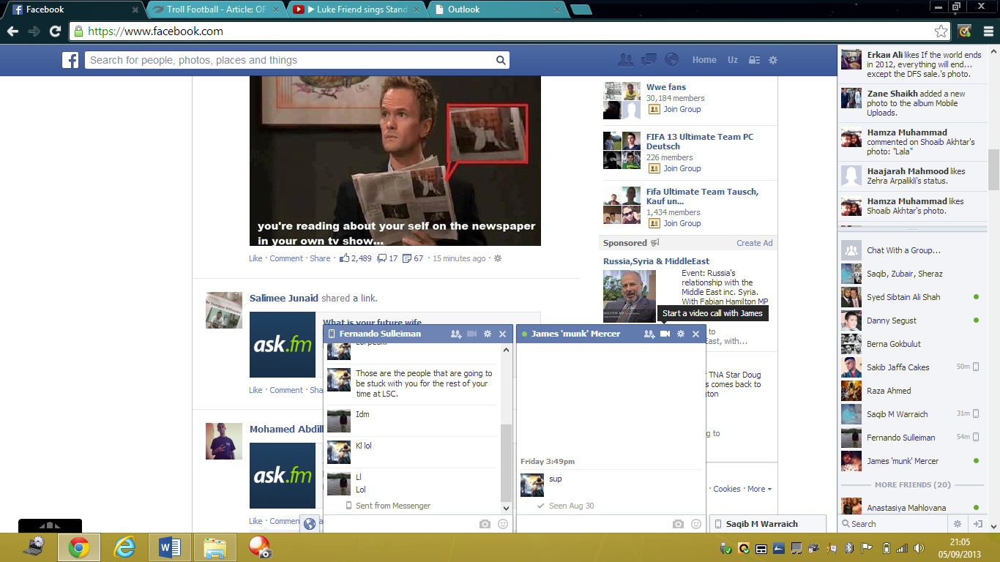 Facebook
Troll Football - Article: OF
▶ Luke Friend sings Stand
Outlook
https://www.facebook.com
Search for people, photos, places and things
Home
Uz
you're reading about your self on the newspaper
in your own tv show...
Like · Comment · Share · 2,489 17 67 · 15 minutes ago ·
Salimee Junaid shared a link.
ask.fm
What is your future wife
Like · Comment · Sha
Mohamed Abdill
ask.fm
Like · Commen
Wwe fans
30,184 members
Join Group
FIFA 13 Ultimate Team PC
Deutsch
226 members
Join Group
Fifa Ultimate Team Tausch,
Kauf un...
1,434 members
Join Group
Sponsored
Create Ad
Russia,Syria & MiddleEast
Event: Russia's
relationship with the
Middle East inc. Syria.
With Fabian Hamilton MP
Start a video call with James
to
East, with...
TNA Star Doug
s comes back to
gton
g to
· Cookies · More
Fernando Sulleiman
Those are the people that are going
to be stuck with you for the rest of your
time at LSC.
Idm
Kl lol
Ll
Lol
Sent from Messenger
James 'munk' Mercer
Friday 3:49pm
sup
Seen Aug 30
Saqib M Warraich
Erkan Ali likes If the world ends
in 2012, everything will end...
except the DFS sale.'s photo.
Zane Shaikh added a new
photo to the album Mobile
Uploads.
Hamza Muhammad
commented on Shoaib Akhtar's
photo: "Lala"
Haajarah Mahmood likes
Zehra Arpalikli's status.
Hamza Muhammad likes
Shoaib Akhtar's photo.
Chat With a Group...
Saqib, Zubair, Sheraz
Syed Sibtain Ali Shah
Danny Segust
Berna Gokbulut
Sakib Jaffa Cakes 50m
Raza Ahmed
Saqib M Warraich 31m
Fernando Sulleiman 54m
James 'munk' Mercer
MORE FRIENDS (20)
Anastasiya Mahlovana
Search
21:05
05/09/2013